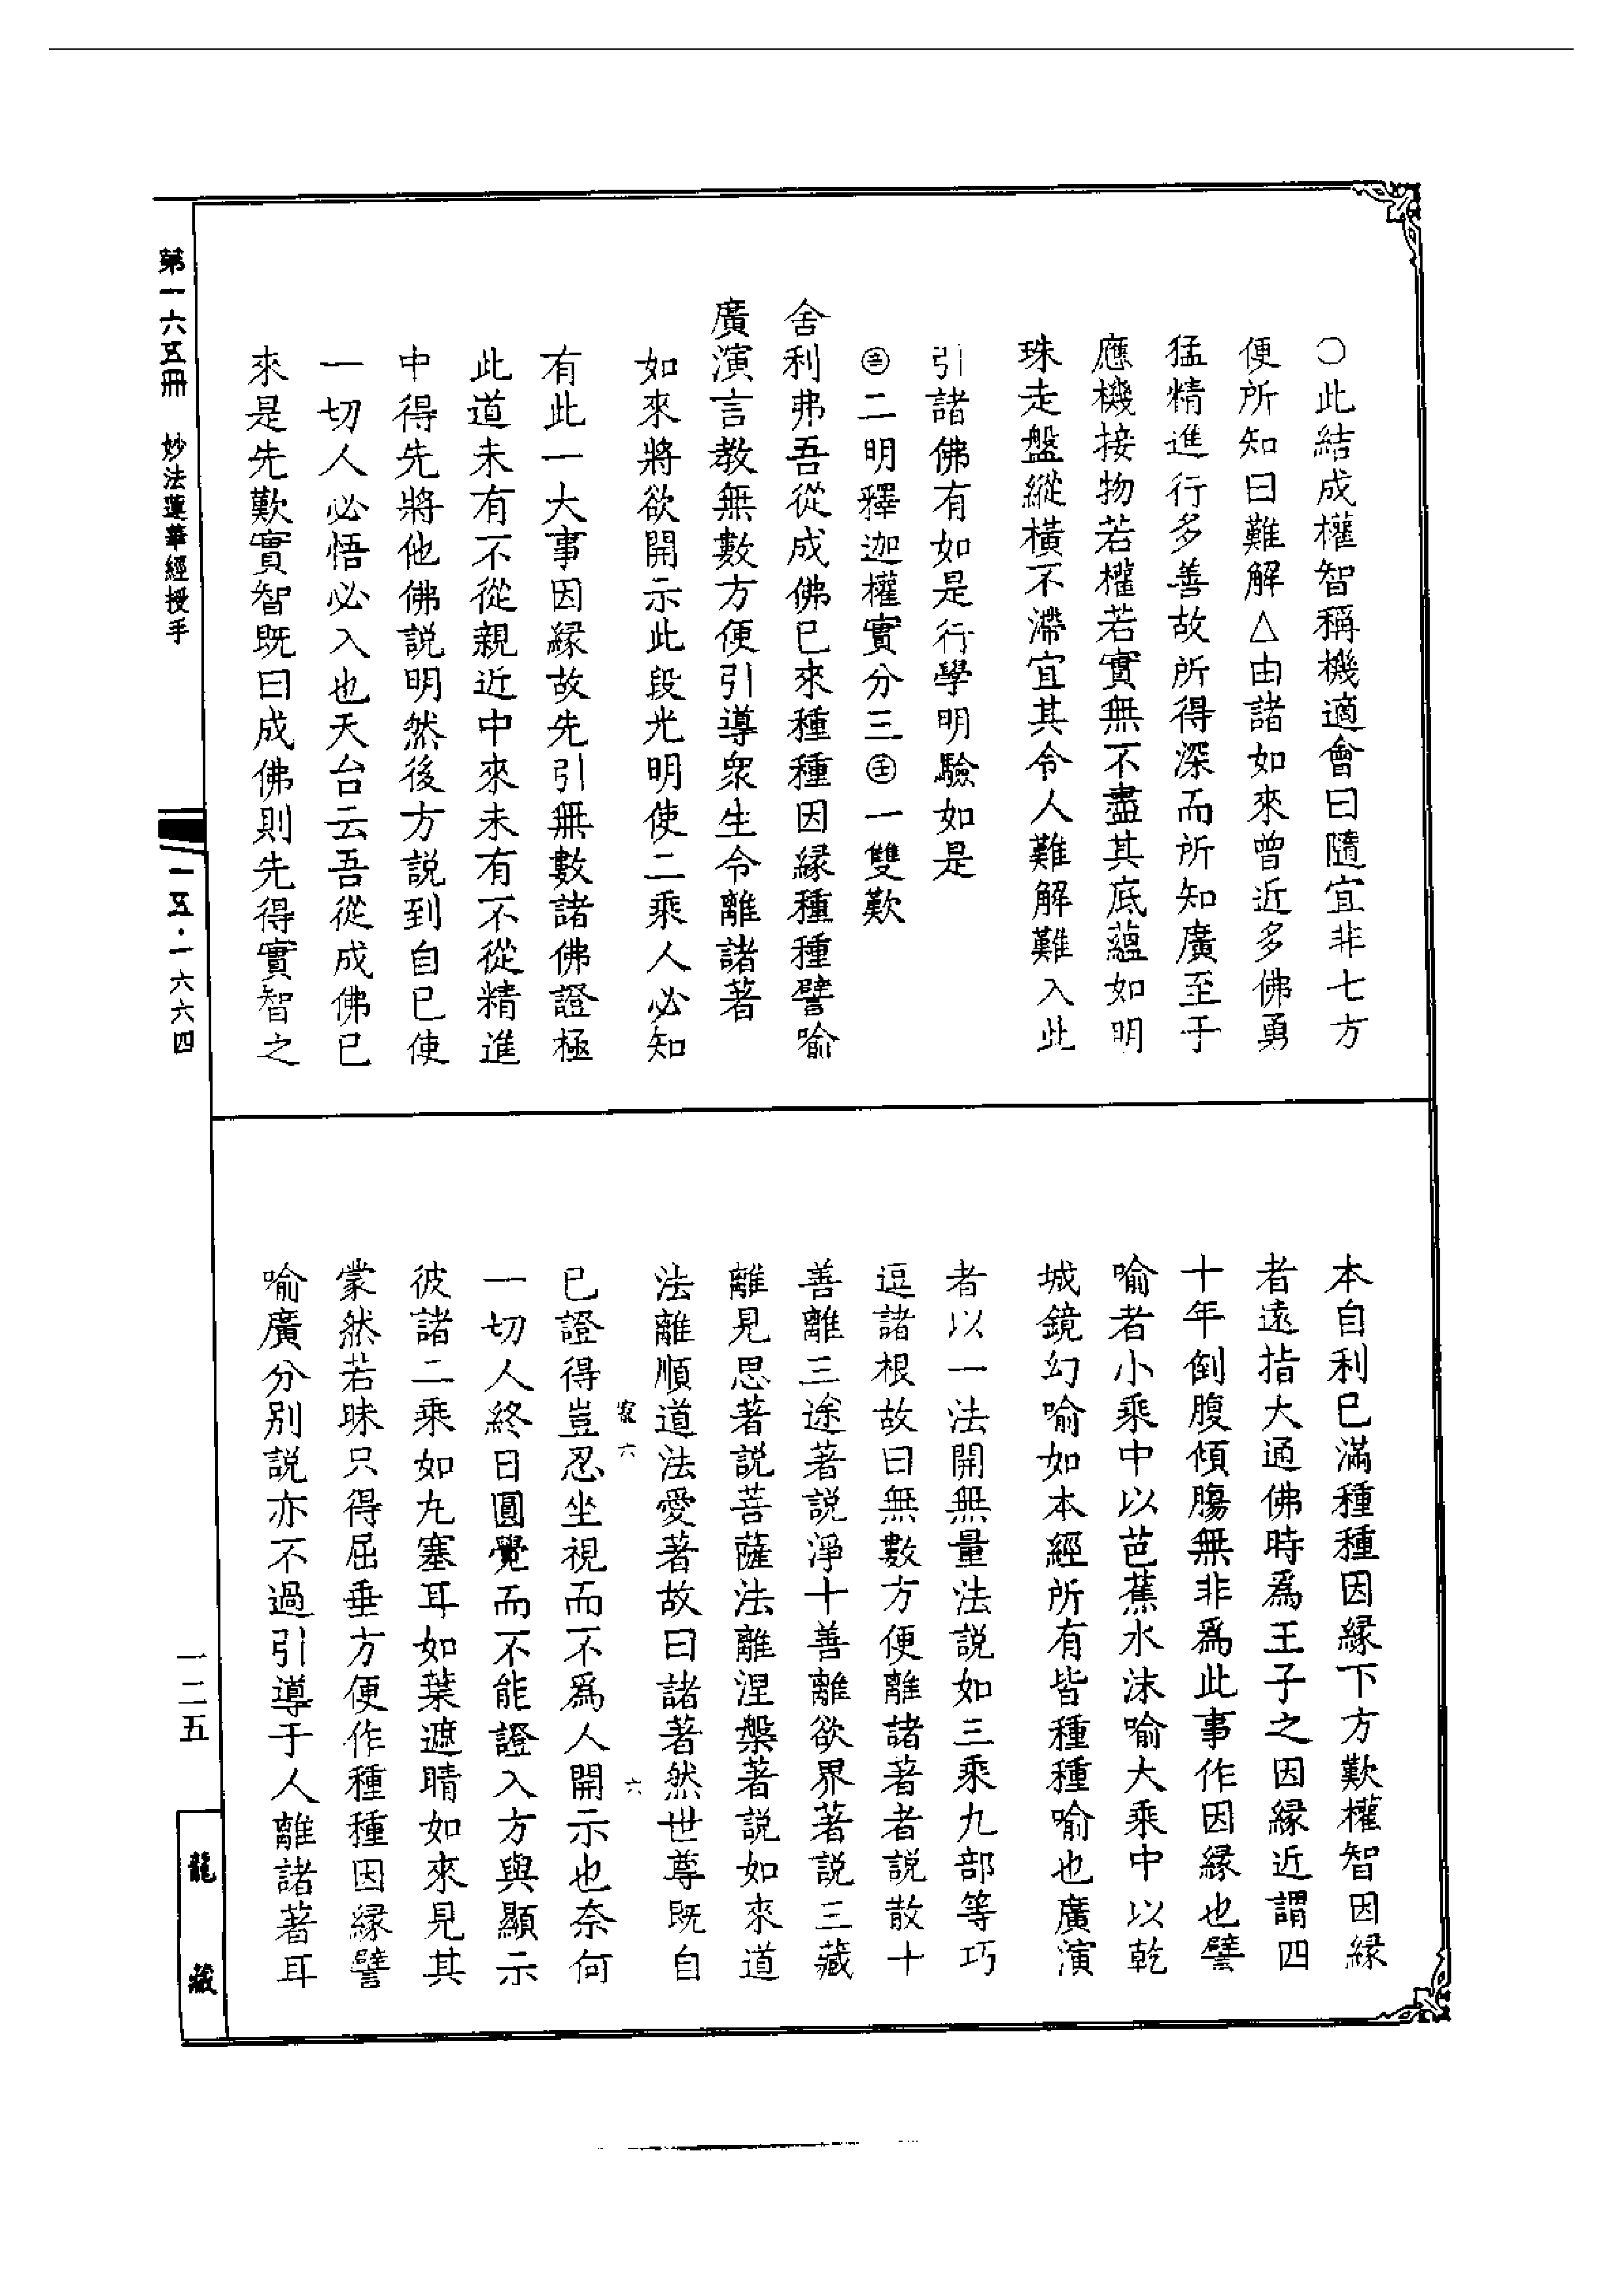 〇此結成權智稱機適會曰隨宜非七方
便所知曰難解△由諸如來曾近多佛勇
猛精進行多善故所得深而所知廣至于
應機接物若權若實無不盡其底蘊如明
珠走盤縱橫不滯宜其令人難解難入此
引諸佛有如是行學明驗如是
㊂二明釋迦權實分三㊤一雙歎
舍利弗吾從成佛已來種種因緣種種譬喻
廣演言教無數方便引導眾生令離諸著
如來將欲開示此段光明使二乘人必知
有此一大事因緣故先引無數諸佛證極
此道未有不從親近中來未有不從精進
中得先將他佛說明然後方說到自已使
一切人必悟必入也天台云吾從成佛已
來是先歎實智既曰成佛則先得實智之
本自利已滿種種因緣下方歎權智因緣
者遠指大通佛時爲王子之因緣近謂四
十年倒腹傾腸無非爲此事作因緣也譬
喻者小乘中以芭蕉水沫喻大乘中以乾
城鏡幻喻如本經所有皆種種喻也廣演
者以一法開無量法說如三乘九部等巧
逗諸根故曰無數方便離諸著者說散十
善離三途著說淨十善離欲界著說三藏
離見思著說菩薩法離涅槃著說如來道
法離順道法愛著故曰諸著然世尊既自
已證得豈忍坐視而不爲人開示也奈何
一切人終日圓覺而不能證入方與顯示
彼諸二乘如丸塞耳如葉遮睛如來見其
蒙然若昧只得屈垂方便作種種因緣譬
喻廣分別說亦不過引導于人離諸著耳
六
六
第一六五冊 妙法蓮華經授手
一五·一六六四
一二五
龍藏